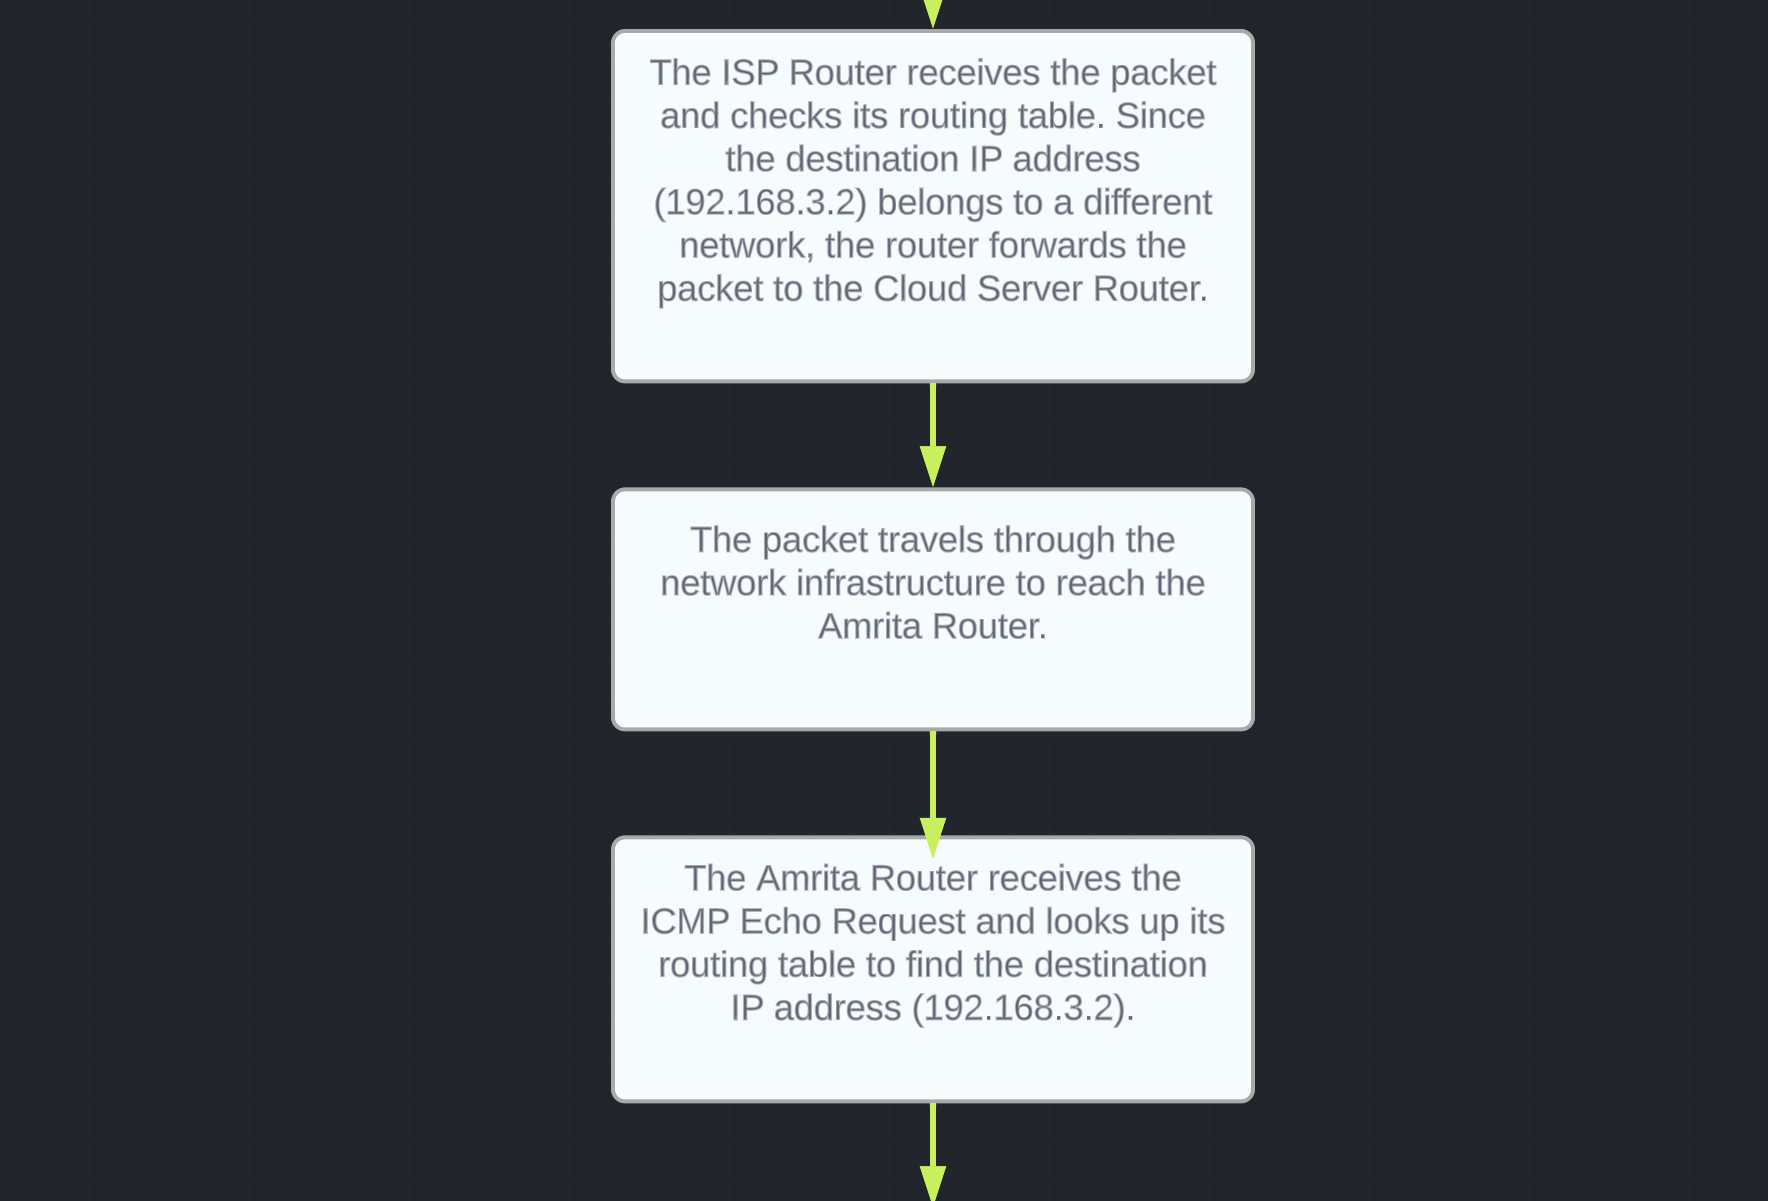 The ISP Router receives the packet
and checks its routing table. Since
the destination IP address
(192.168.3.2) belongs to a different
network, the router forwards the
packet to the Cloud Server Router.
The packet travels through the
network infrastructure to reach the
Amrita Router.
The Amrita Router receives the
ICMP Echo Request and looks up its
routing table to find the destination
IP address (192.168.3.2).